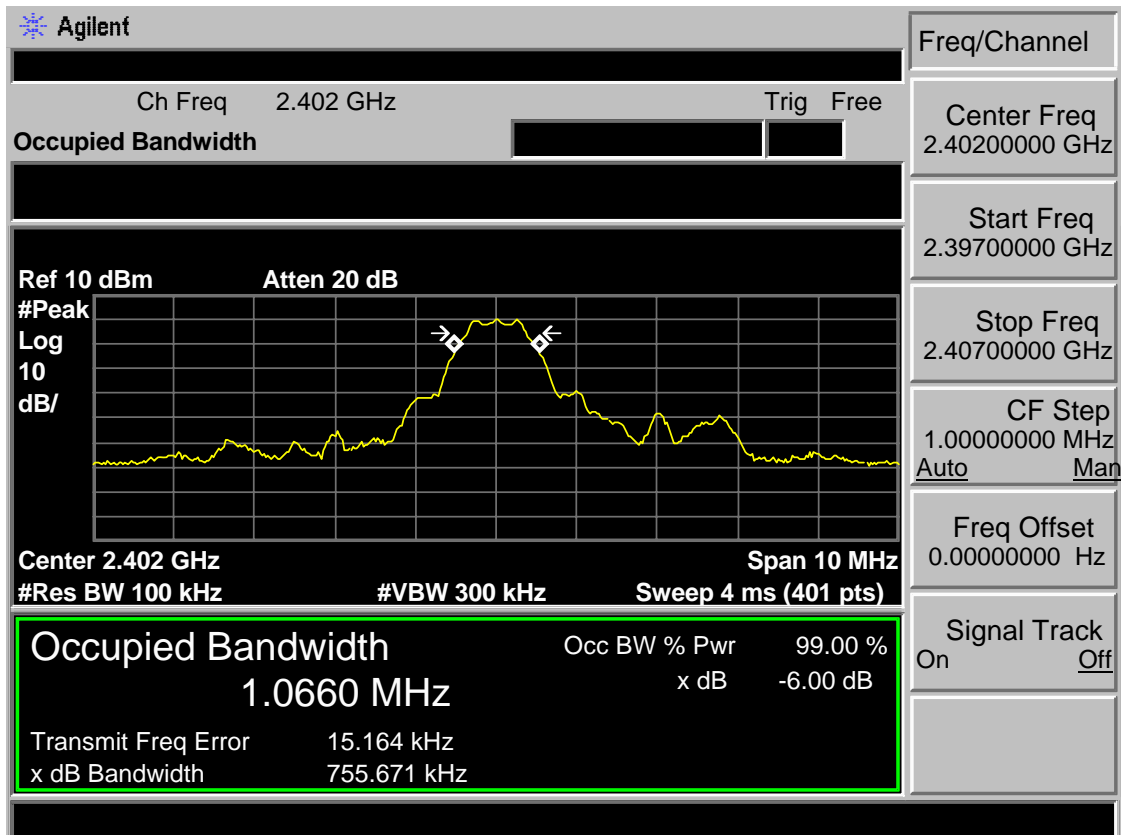 Agilent
Freq/Channel
Ch Freq 2.402 GHz Trig Free
Occupied Bandwidth
Center Freq
2.40200000 GHz
Start Freq
2.39700000 GHz
Stop Freq
2.40700000 GHz
CF Step
1.00000000 MHz
Auto Man
Freq Offset
0.00000000 Hz
Signal Track
On Off
Ref 10 dBm Atten 20 dB
#Peak
Log
10
dB/
Center 2.402 GHz Span 10 MHz
#Res BW 100 kHz #VBW 300 kHz Sweep 4 ms (401 pts)
Occupied Bandwidth Occ BW % Pwr 99.00 %
1.0660 MHz x dB -6.00 dB
Transmit Freq Error 15.164 kHz
x dB Bandwidth 755.671 kHz